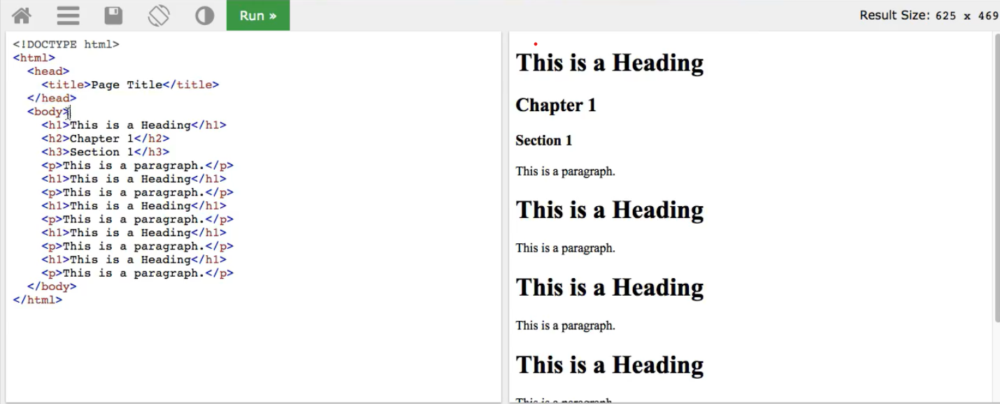 Run »
Result Size: 625 x 469
<!DOCTYPE html>
<html>
<head>
<title>Page Title</title>
</head>
<body>
<h1>This is a Heading</h1>
<h2>Chapter 1</h2>
<h3>Section 1</h3>
<p>This is a paragraph.</p>
<h1>This is a Heading</h1>
<p>This is a paragraph.</p>
<h1>This is a Heading</h1>
<p>This is a paragraph.</p>
<h1>This is a Heading</h1>
<p>This is a paragraph.</p>
<h1>This is a Heading</h1>
<p>This is a paragraph.</p>
</body>
</html>
This is a Heading
Chapter 1
Section 1
This is a paragraph.
This is a Heading
This is a paragraph.
This is a Heading
This is a paragraph.
This is a Heading
This is a paragraph.